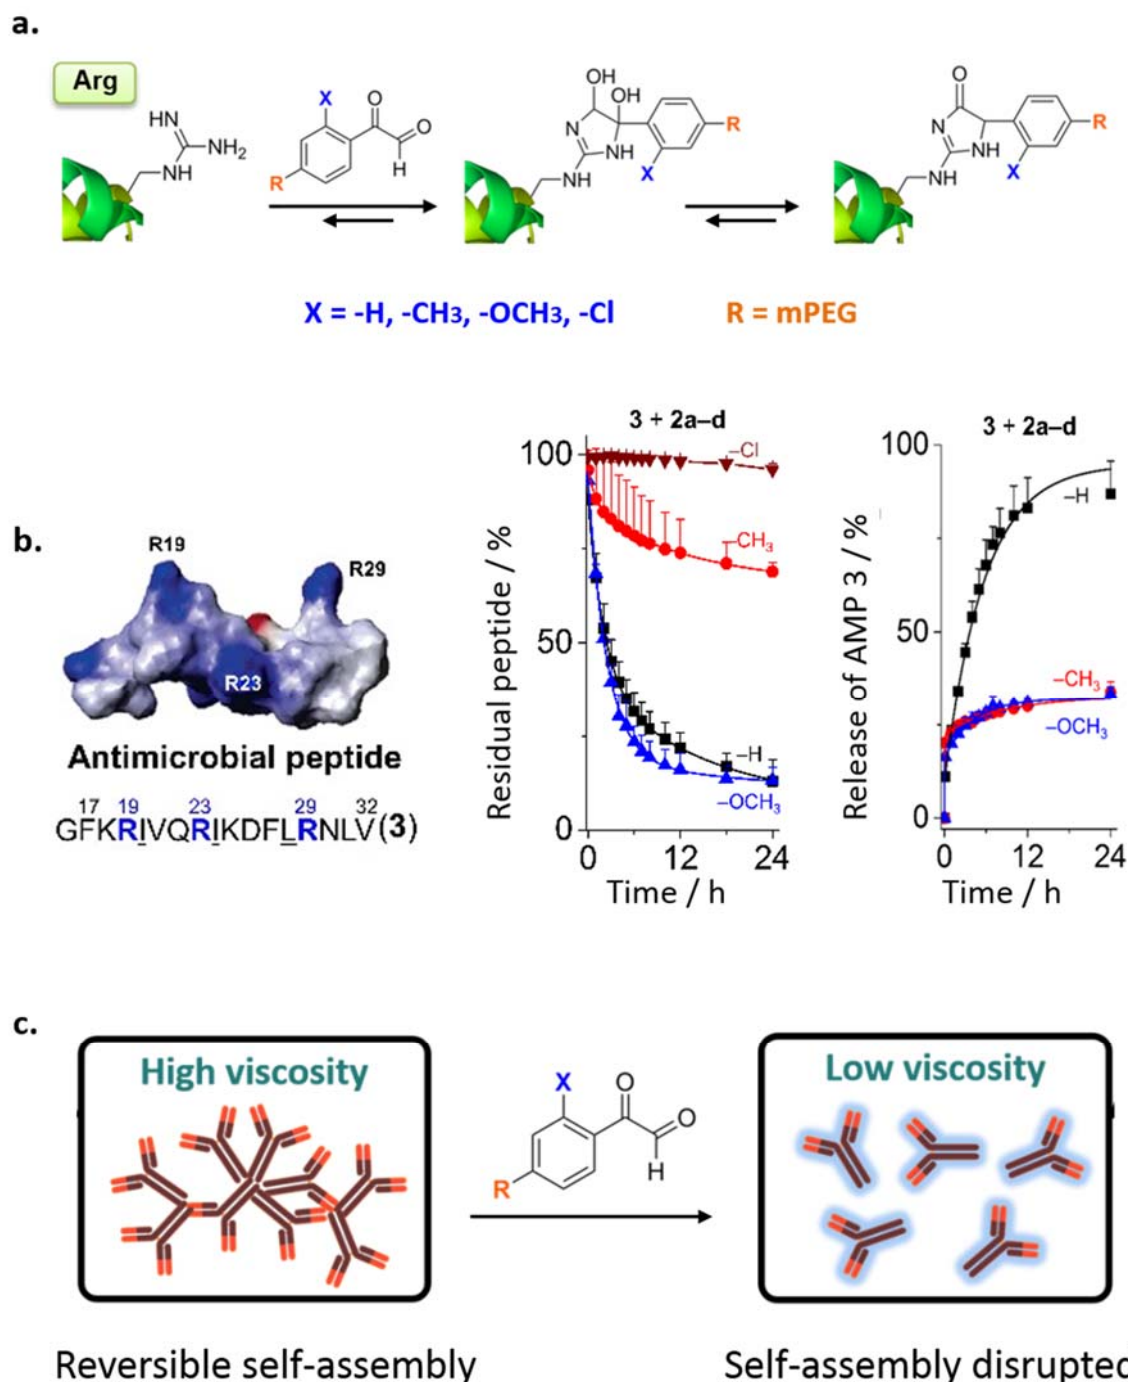 a.
Arg
HN
NH2
NH
X
O
O
H
R
OH
OH
N
NH
NH
X
R
O
N
NH
NH
X
R
X = -H, -CH3, -OCH3, -Cl
R = mPEG
b.
R19
R29
R23
Antimicrobial peptide
17 19 23 29 32
GFKRIVQRIKDFLRNLV(3)
3 + 2a–d
Residual peptide / %
100
50
0
–Cl
–CH3
–H
–OCH3
0 12 24
Time / h
3 + 2a–d
Release of AMP 3 / %
100
50
0
–H
–CH3
–OCH3
0 12 24
Time / h
c.
High viscosity
X
O
O
H
R
Low viscosity
Reversible self-assembly
Self-assembly disrupted